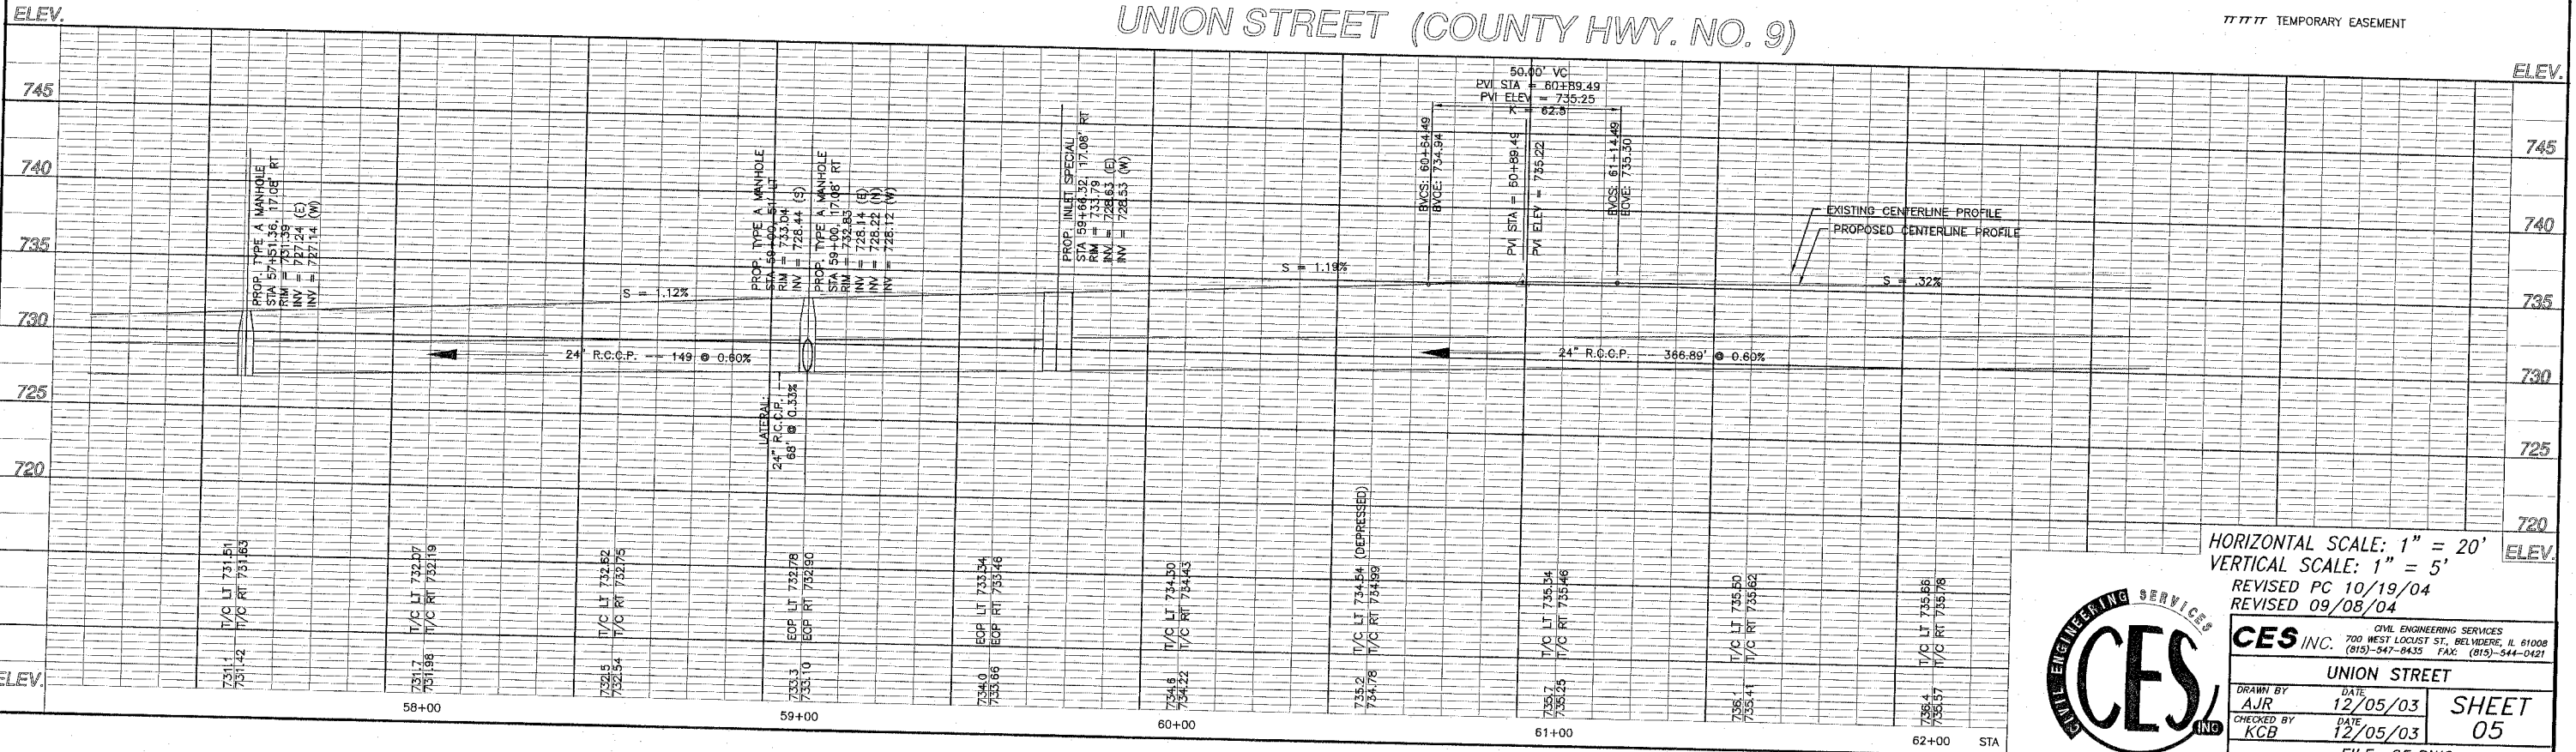 UNION STREET (COUNTY HWY. NO. 9)
TEMPORARY EASEMENT
ELEV.
745
740
735
730
725
720
ELEV.
ELEV.
745
740
735
730
725
720
ELEV.
PROP. TYPE A MANHOLE
STA 57+51.36, 17.08' RT
RIM = 731.39
INV = 727.24 (E)
INV = 727.14 (W)
S = 1.12%
24" R.C.C.P. --- 149 @ 0.60%
PROP. TYPE A MANHOLE
STA 59+00, 51' LT
RIM = 733.04
INV = 728.44 (S)
PROP. TYPE A MANHOLE
STA 59+00, 17.08' RT
RIM = 732.83
INV = 728.14 (E)
INV = 728.22 (N)
INV = 728.12 (W)
LATERAL:
24" R.C.C.P. ---
68' @ 0.33%
PROP. INLET SPECIAL
STA 59+66.32, 17.08' RT
RIM = 733.79
INV = 728.63 (E)
INV = 728.53 (W)
S = 1.19%
50.00' VC
PVI STA = 60+89.49
PVI ELEV = 735.25
K = 62.5
BVCS: 60+64.49
BVCE: 734.94
PVI STA = 60+89.49
PVI ELEV = 735.22
BVCS: 61+14.49
ECVE: 735.30
24" R.C.C.P. --- 366.89' @ 0.60%
EXISTING CENTERLINE PROFILE
PROPOSED CENTERLINE PROFILE
S = .32%
T/C LT 731.51
T/C RT 731.63
T/C LT 732.07
T/C RT 732.19
T/C LT 732.62
T/C RT 732.75
EOP LT 732.78
EOP RT 732.90
EOP LT 733.34
EOP RT 733.46
T/C LT 734.30
T/C RT 734.43
T/C LT 734.54 (DEPRESSED)
T/C RT 734.99
T/C LT 735.34
T/C RT 735.46
T/C LT 735.50
T/C RT 735.62
T/C LT 735.66
T/C RT 735.78
731.1
731.42
731.7
731.98
732.5
732.54
733.3
733.10
734.0
733.66
734.6
734.22
735.2
734.78
735.7
735.25
736.1
735.41
736.4
735.57
58+00
59+00
60+00
61+00
62+00
STA
HORIZONTAL SCALE: 1" = 20'
VERTICAL SCALE: 1" = 5'
REVISED PC 10/19/04
REVISED 09/08/04
CIVIL ENGINEERING SERVICES
CES
INC
CES INC.
CIVIL ENGINEERING SERVICES
700 WEST LOCUST ST., BELVIDERE, IL 61008
(815)-547-8435 FAX: (815)-544-0421
UNION STREET
DRAWN BY
AJR
DATE
12/05/03
CHECKED BY
KCB
DATE
12/05/03
SHEET
05